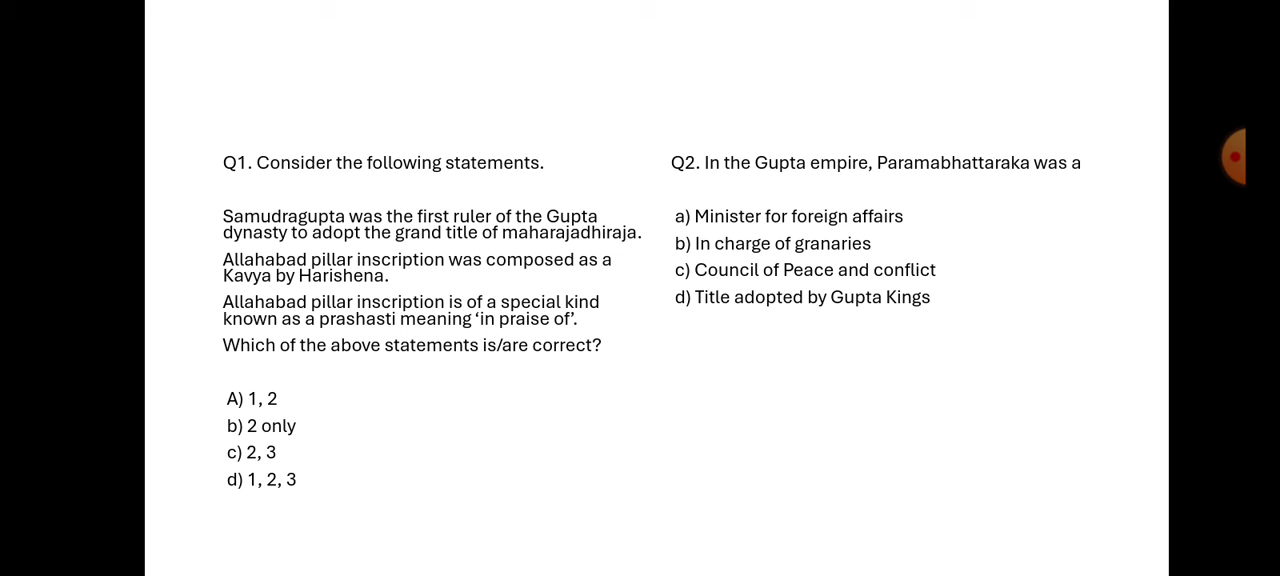 Q1. Consider the following statements.
Samudragupta was the first ruler of the Gupta
dynasty to adopt the grand title of maharajadhiraja.
Allahabad pillar inscription was composed as a
Kavya by Harishena.
Allahabad pillar inscription is of a special kind
known as a prashasti meaning ‘in praise of’.
Which of the above statements is/are correct?
A) 1, 2
b) 2 only
c) 2, 3
d) 1, 2, 3
Q2. In the Gupta empire, Paramabhattaraka was a
a) Minister for foreign affairs
b) In charge of granaries
c) Council of Peace and conflict
d) Title adopted by Gupta Kings